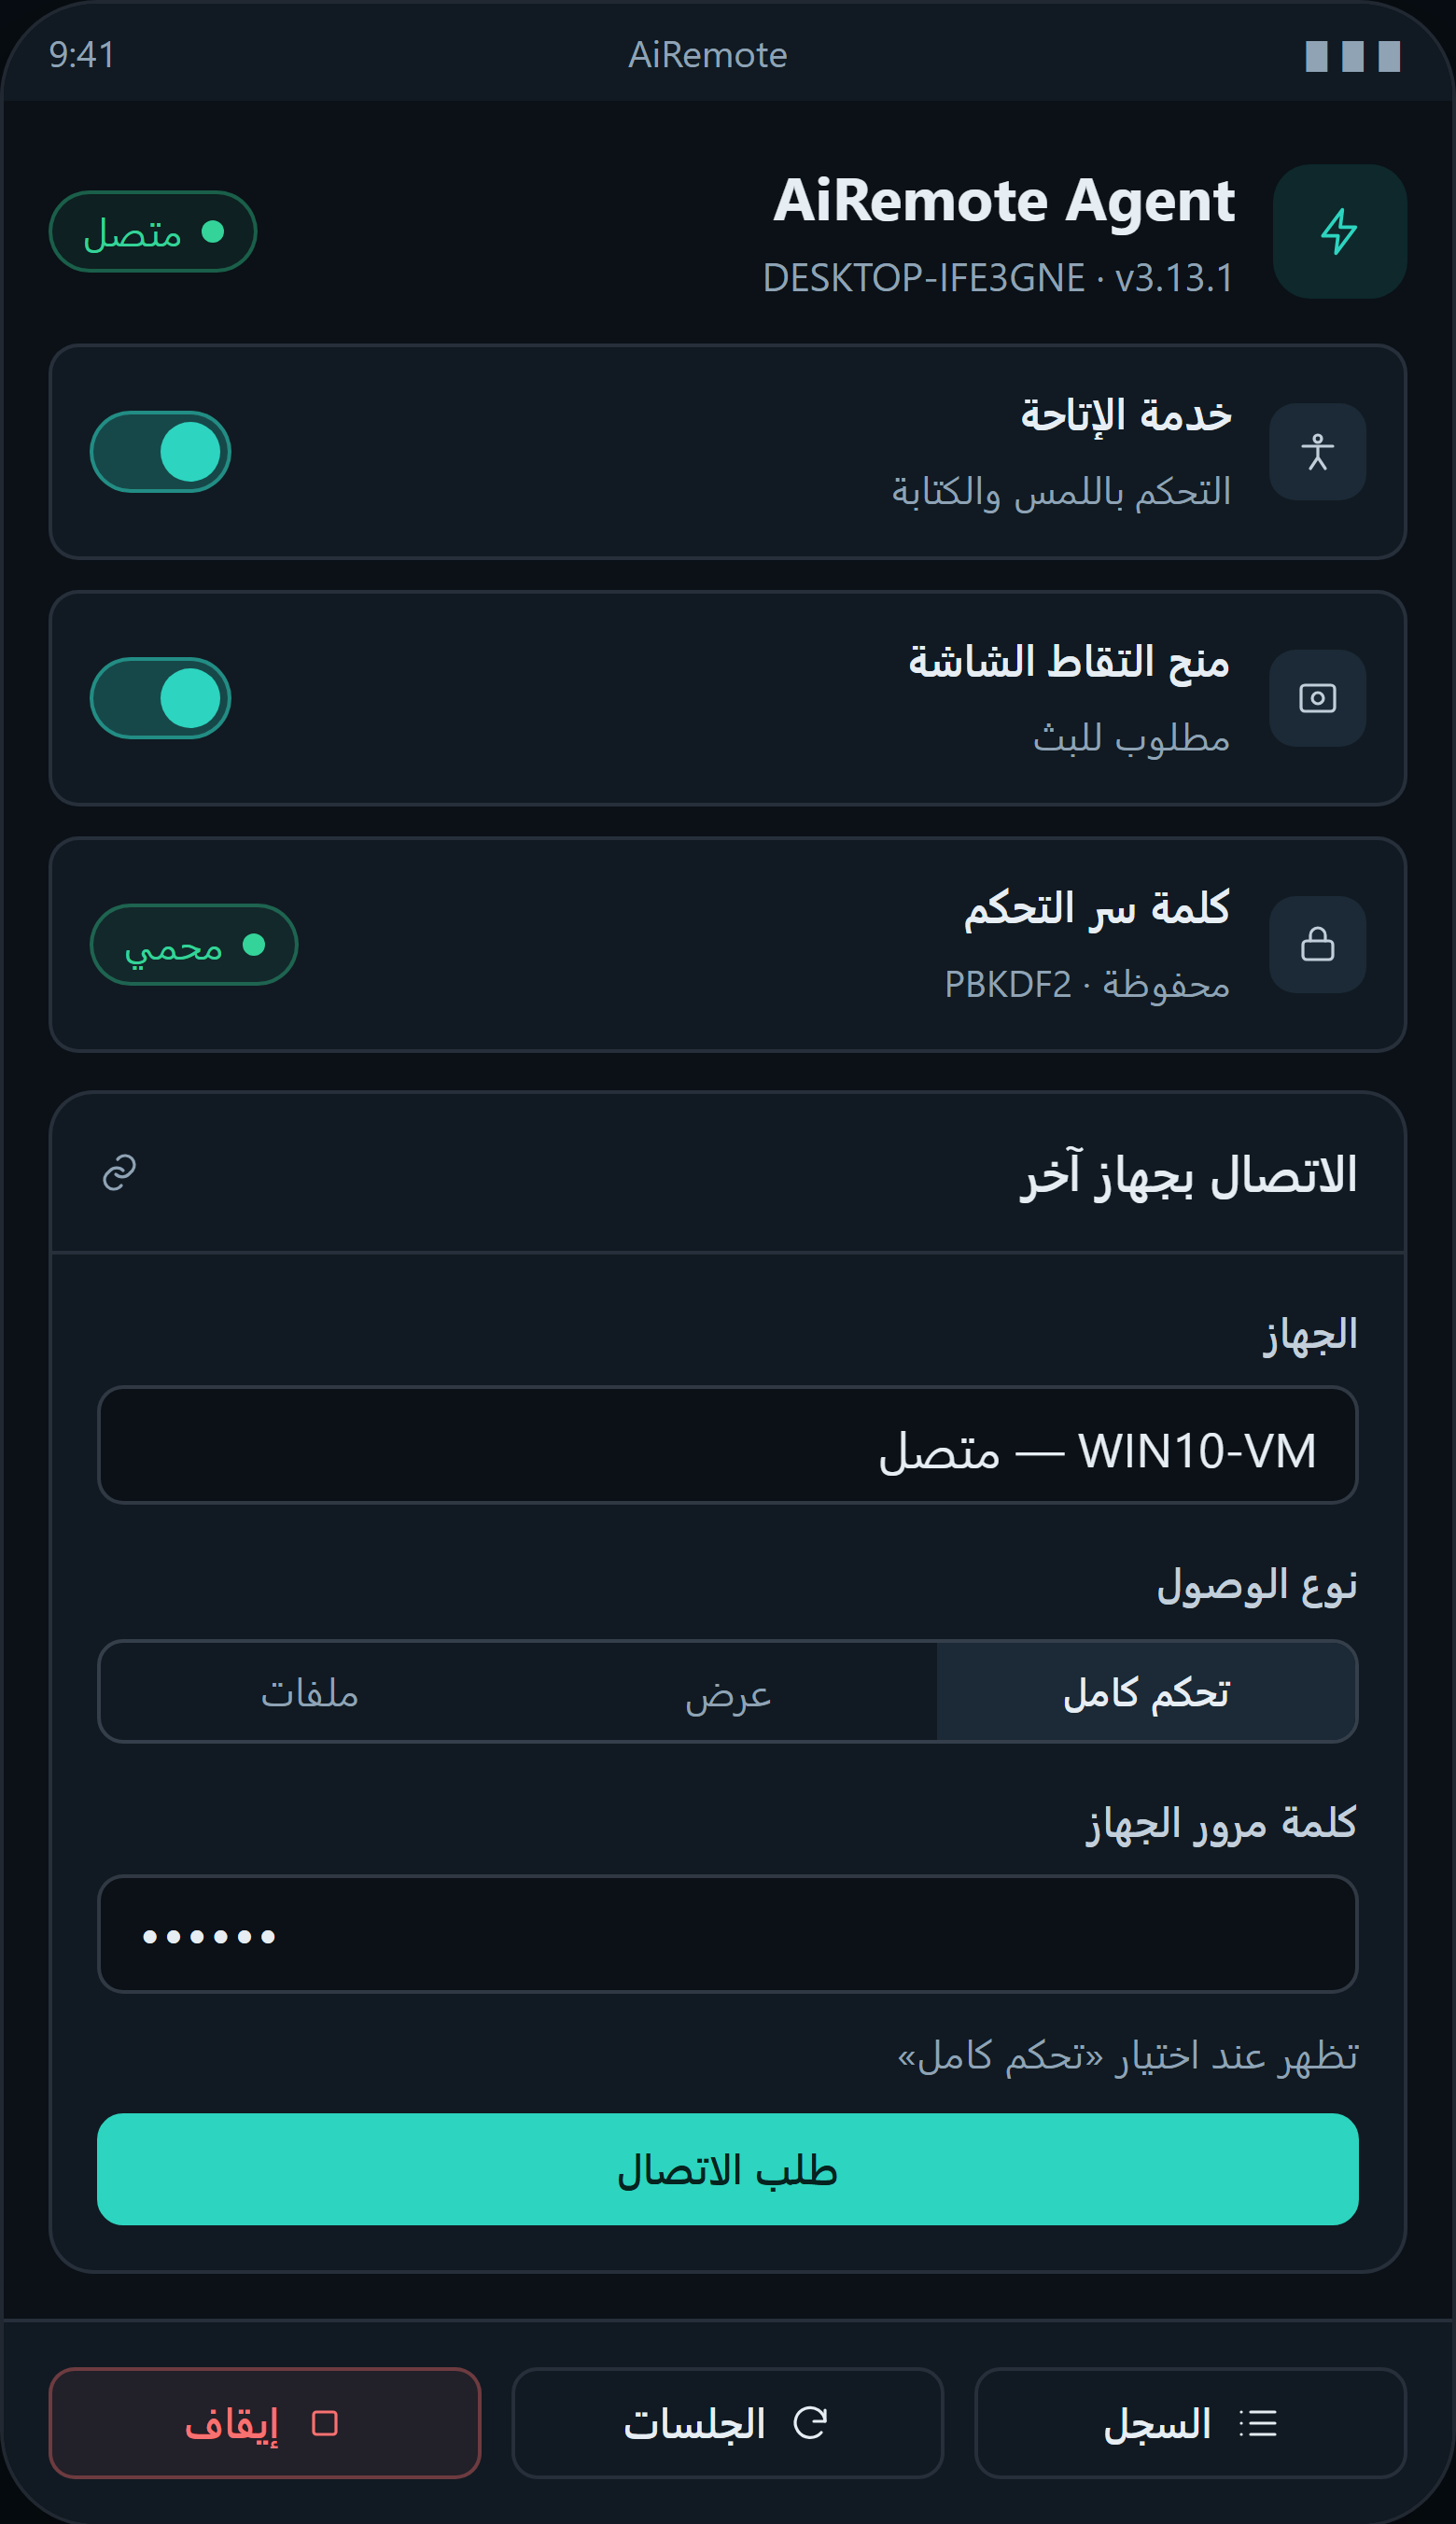 9:41
AiRemote
AiRemote Agent
DESKTOP-IFE3GNE · v3.13.1
متصل
خدمة الإتاحة
التحكم باللمس والكتابة
منح التقاط الشاشة
مطلوب للبث
كلمة سر التحكم
محفوظة · PBKDF2
محمي
الاتصال بجهاز آخر
الجهاز
WIN10-VM — متصل
نوع الوصول
تحكم كامل
عرض
ملفات
كلمة مرور الجهاز
••••••
تظهر عند اختيار «تحكم كامل»
طلب الاتصال
السجل
الجلسات
إيقاف